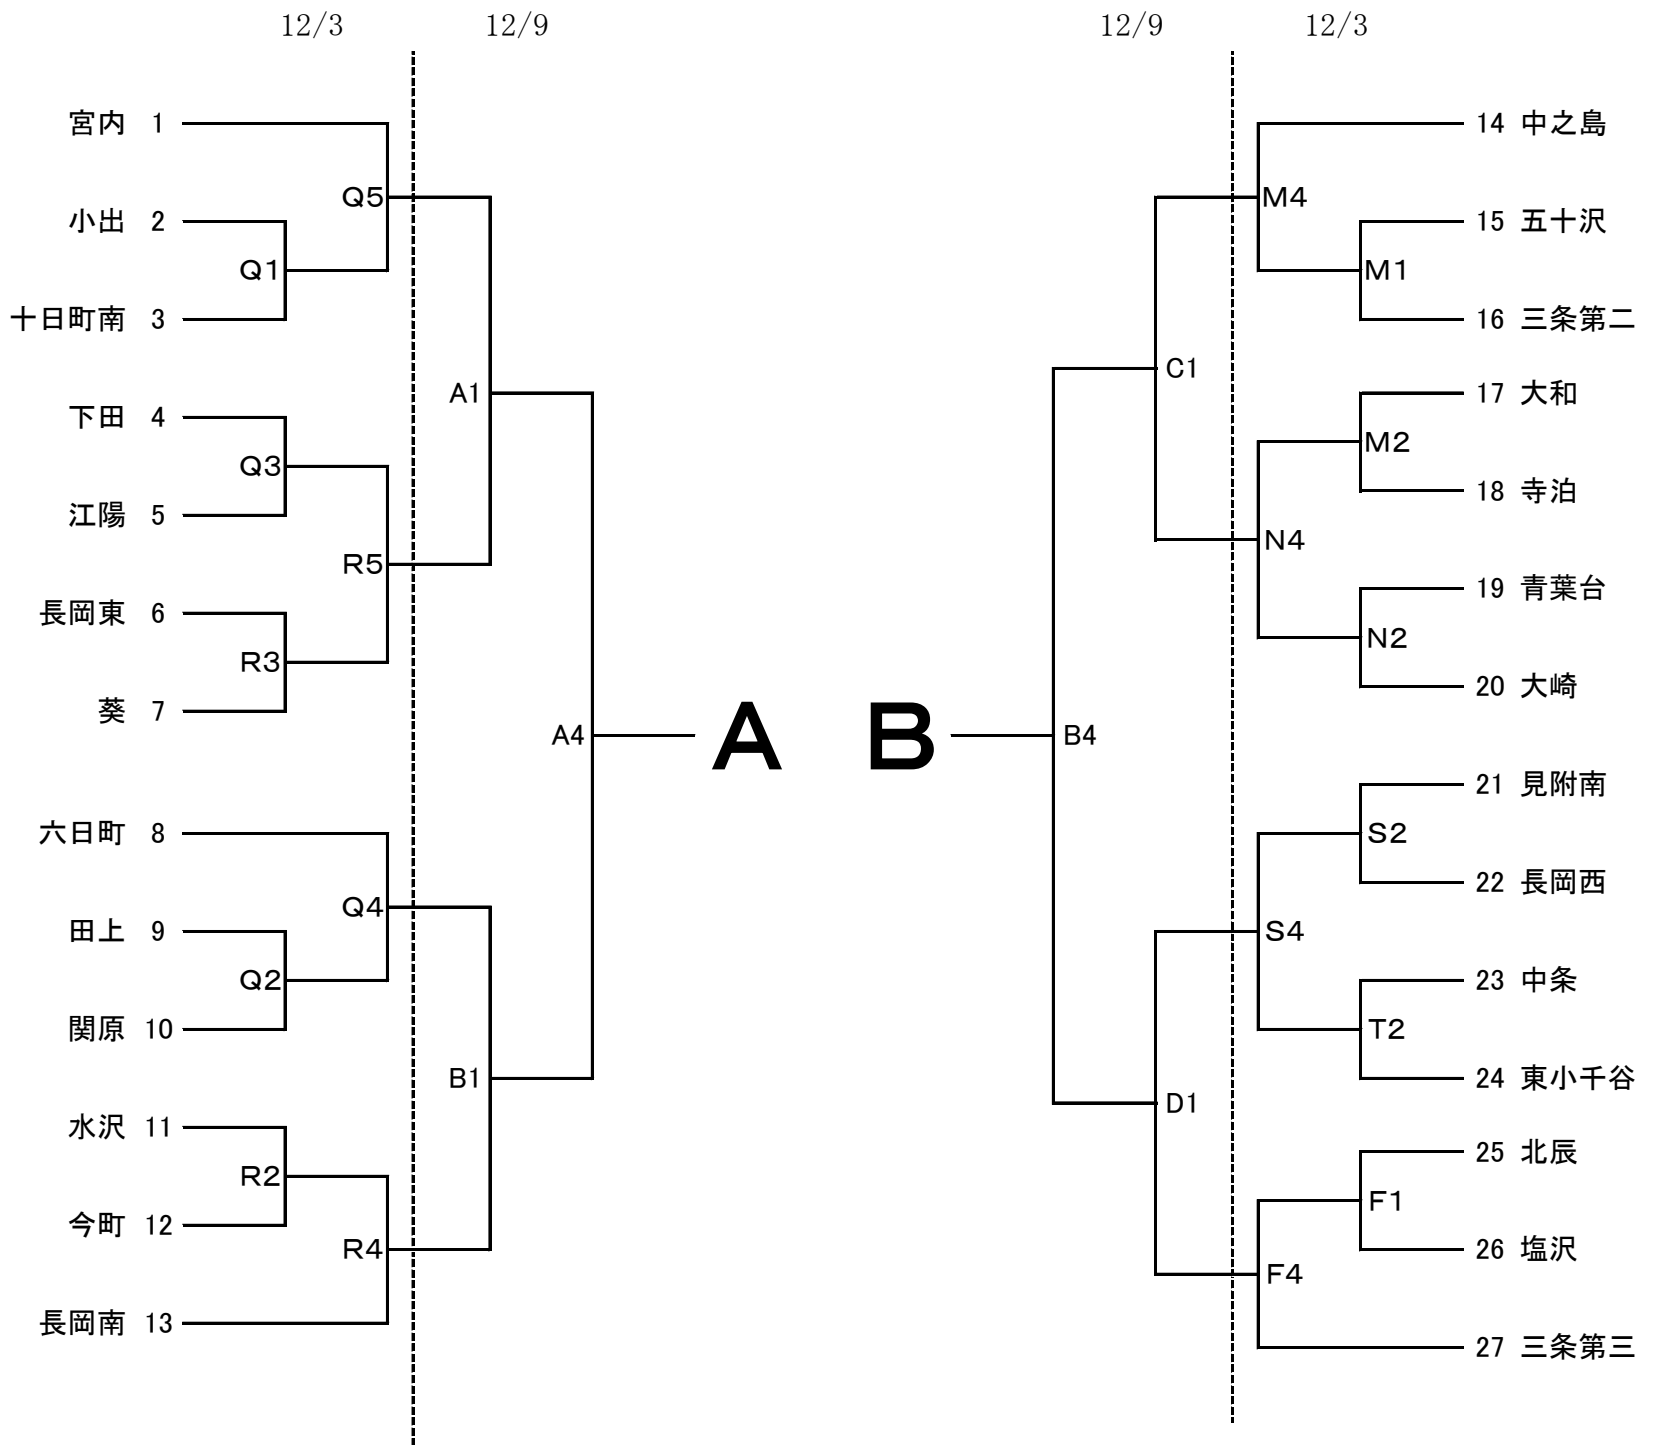 12/3 12/9 12/9 12/3
宮内 1
小出 2
十日町南 3
下田 4
江陽 5
長岡東 6
葵 7
六日町 8
田上 9
関原 10
水沢 11
今町 12
長岡南 13
Q5
Q1
Q3
R5
R3
Q4
Q2
R2
R4
A1
B1
A4
A B
B4
C1
D1
M4
M1
M2
N4
N2
S2
S4
T2
F1
F4
14 中之島
15 五十沢
16 三条第二
17 大和
18 寺泊
19 青葉台
20 大崎
21 見附南
22 長岡西
23 中条
24 東小千谷
25 北辰
26 塩沢
27 三条第三